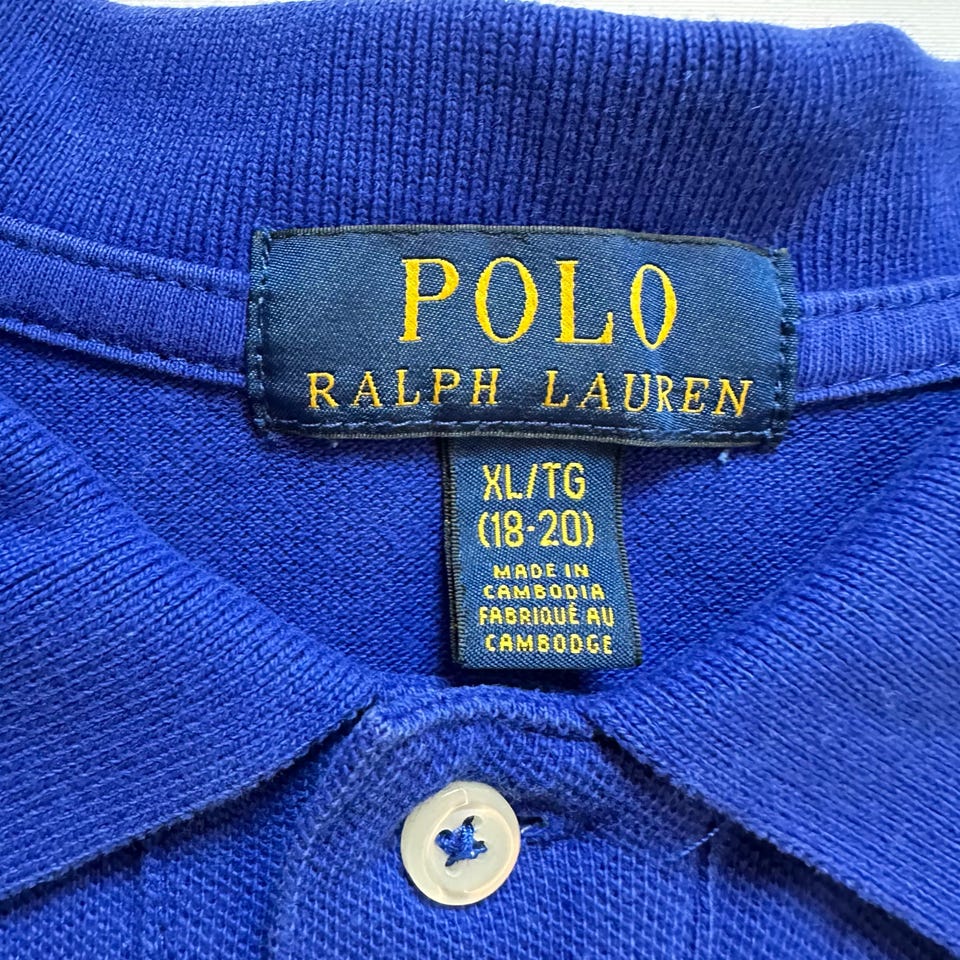 POLO
RALPH LAUREN
XL/TG
(18-20)
MADE IN
CAMBODIA
FABRIQUÉ AU
CAMBODGE